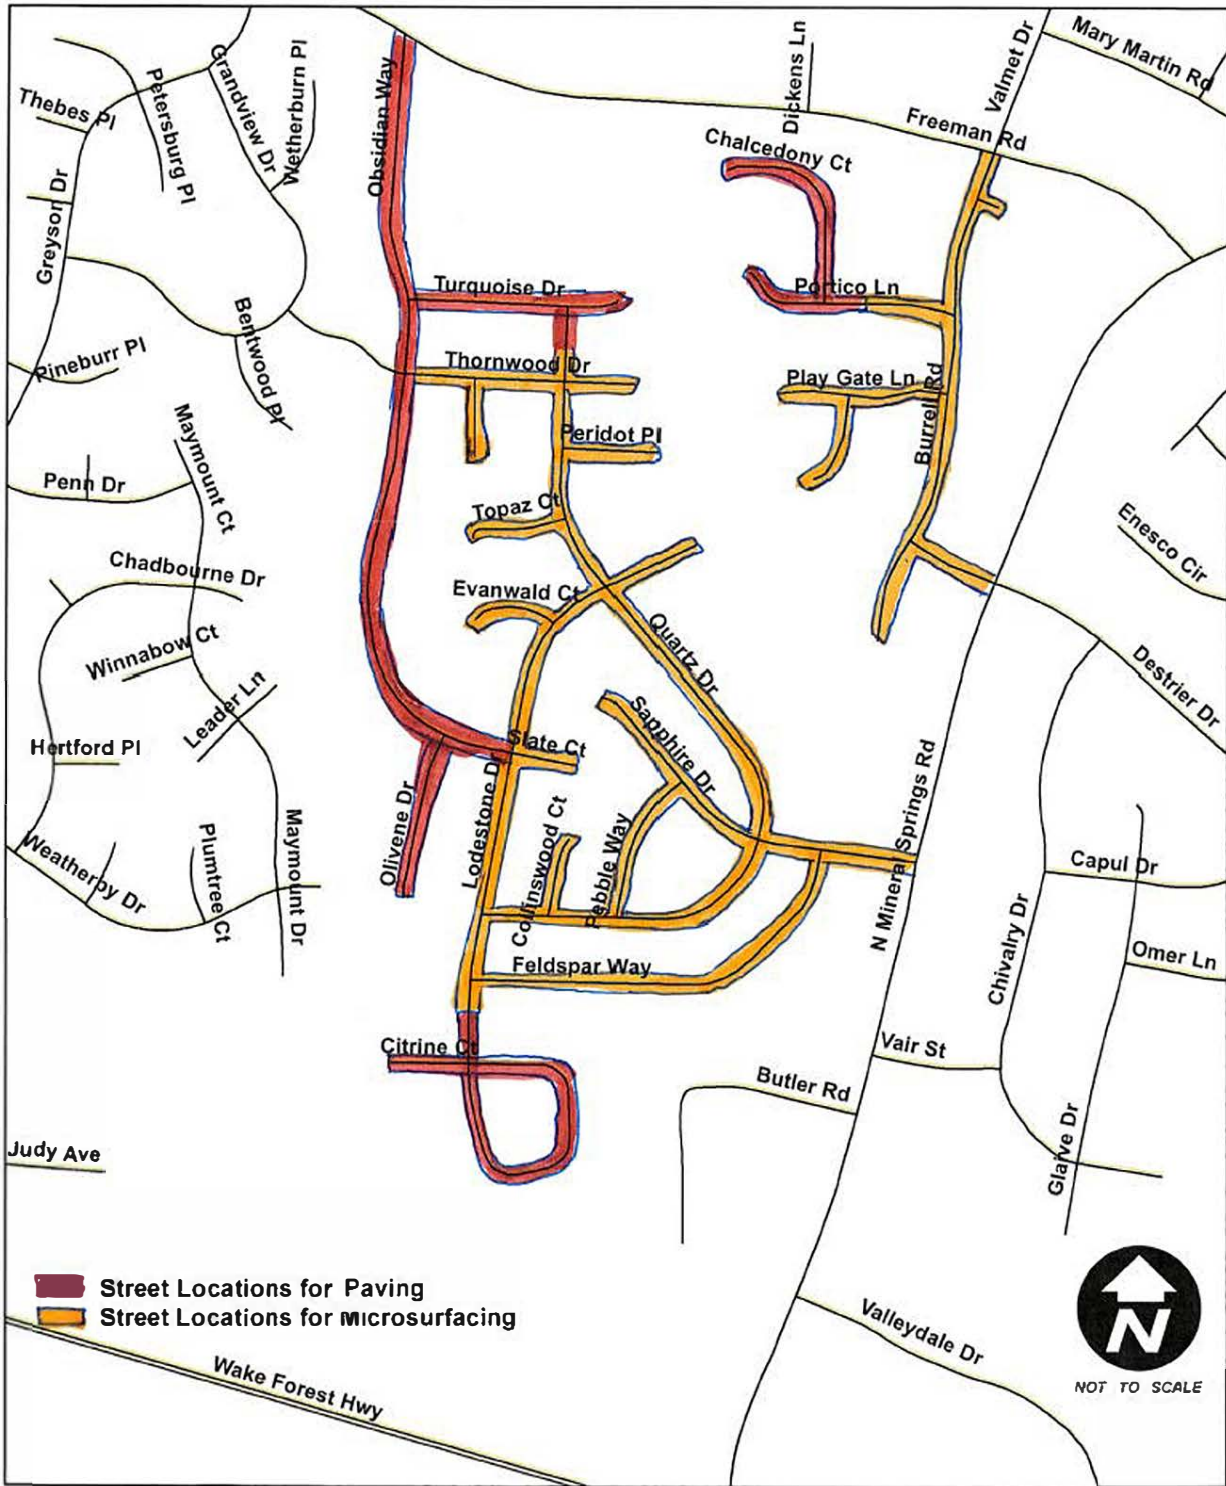 Mary Martin Rd
Valmet Dr
Dickens Ln
Freeman Rd
Chalcedony Ct
Obsidian Way
Wetherburn Pl
Grandview Dr
Petersburg Pl
Thebes Pl
Greyson Dr
Turquoise Dr
Portico Ln
Bentwood Pl
Pineburr Pl
Thornwood Dr
Play Gate Ln
Burrell Rd
Peridot Pl
Maymount Ct
Penn Dr
Topaz Ct
Enesco Cir
Chadbourne Dr
Evanwald Ct
Quartz Dr
Winnabow Ct
Destrier Dr
Leader Ln
Hertford Pl
Slate Ct
Sapphire Dr
N Mineral Springs Rd
Olivene Dr
Lodestone Dr
Collinswood Ct
Pebble Way
Weatherby Dr
Plumtree Ct
Maymount Dr
Capul Dr
Chivalry Dr
Omer Ln
Feldspar Way
Citrine Ct
Vair St
Butler Rd
Glaive Dr
Judy Ave
Street Locations for Paving
Street Locations for Microsurfacing
Valleydale Dr
Wake Forest Hwy
N
NOT TO SCALE